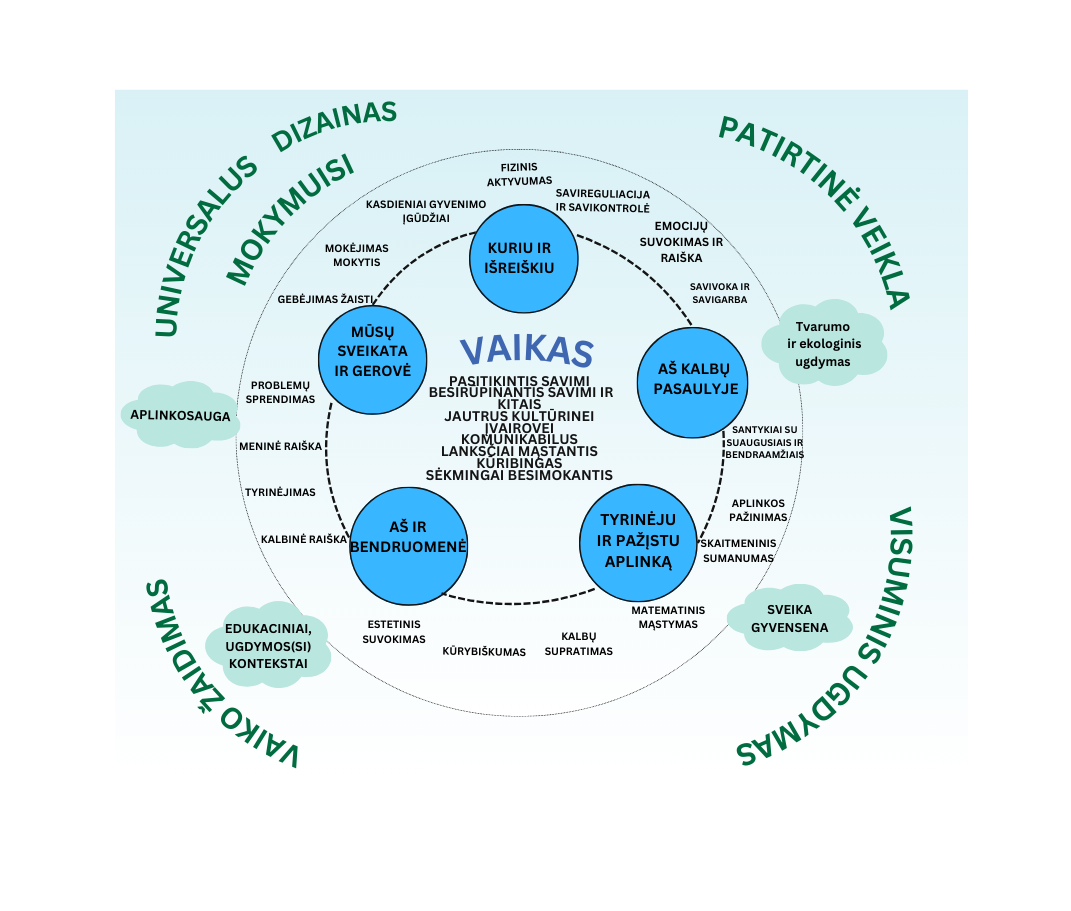 UNIVERSALUS DIZAINAS
MOKYMUISI
PATIRTINĖ VEIKLA
FIZINIS
AKTYVUMAS
SAVIREGULIACIJA
IR SAVIKONTROLĖ
KASDIENIAI GYVENIMO
ĮGŪDŽIAI
EMOCIJŲ
SUVOKIMAS IR
RAIŠKA
MOKĖJIMAS
MOKYTIS
SAVIVOKA IR
SAVIGARBA
GEBĖJIMAS ŽAISTI
KURIU IR
IŠREIŠKIU
MŪSŲ
SVEIKATA
IR GEROVĖ
VAIKAS
PASITIKINTIS SAVIMI
BESIRŪPINANTIS SAVIMI IR
KITAIS
JAUTRUS KULTŪRINEI
ĮVAIROVEI
KOMUNIKABILUS
LANKSČIAI MĄSTANTIS
KŪRIBINGAS
SĖKMINGAI BESIMOKANTIS
AŠ KALBŲ
PASAULYJE
Tvarumo
ir ekologinis
ugdymas
PROBLEMŲ
SPRENDIMAS
APLINKOSAUGA
MENINĖ RAIŠKA
SANTYKIAI SU
SUAUGUSIAIS IR
BENDRAAMŽIAIS
TYRINĖJIMAS
APLINKOS
PAŽINIMAS
KALBINĖ RAIŠKA
AŠ IR
BENDRUOMENĖ
TYRINĖJU
IR PAŽĮSTU
APLINKĄ
SKAITMENINIS
SUMANUMAS
MATEMATINIS
MĄSTYMAS
SVEIKA
GYVENSENA
EDUKACINIAI,
UGDYMOS(SI)
KONTEKSTAI
ESTETINIS
SUVOKIMAS
KŪRYBIŠKUMAS
KALBŲ
SUPRATIMAS
VAIKO ŽAIDIMAS
VISUMINIS UGDYMAS